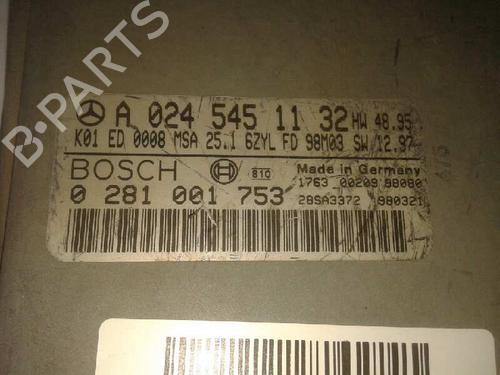 B-PARTS
A 024 545 11 32 HW 48.95
K01 ED 0008 MSA 25.1 6ZYL FD 98M03 SW 12.97
BOSCH 810 Made in Germany
1763 00209 98080
0 281 001 753 28SA3372 980321